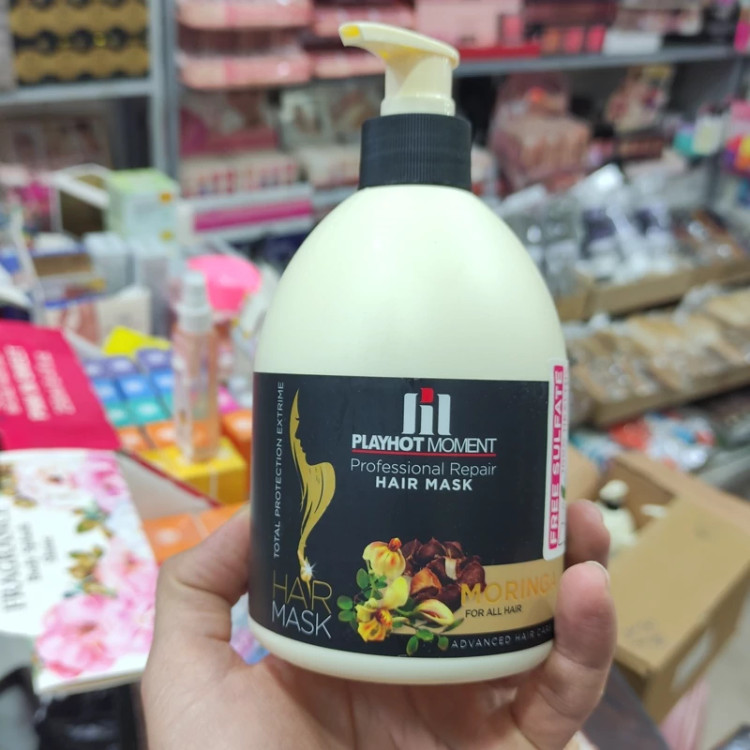 PLAYHOT MOMENT
Professional Repair
HAIR MASK
TOTAL PROTECTION EXTRIME
HAIR
MASK
MORINGA
FOR ALL HAIR
ADVANCED HAIR CARE
FREE SULFATE